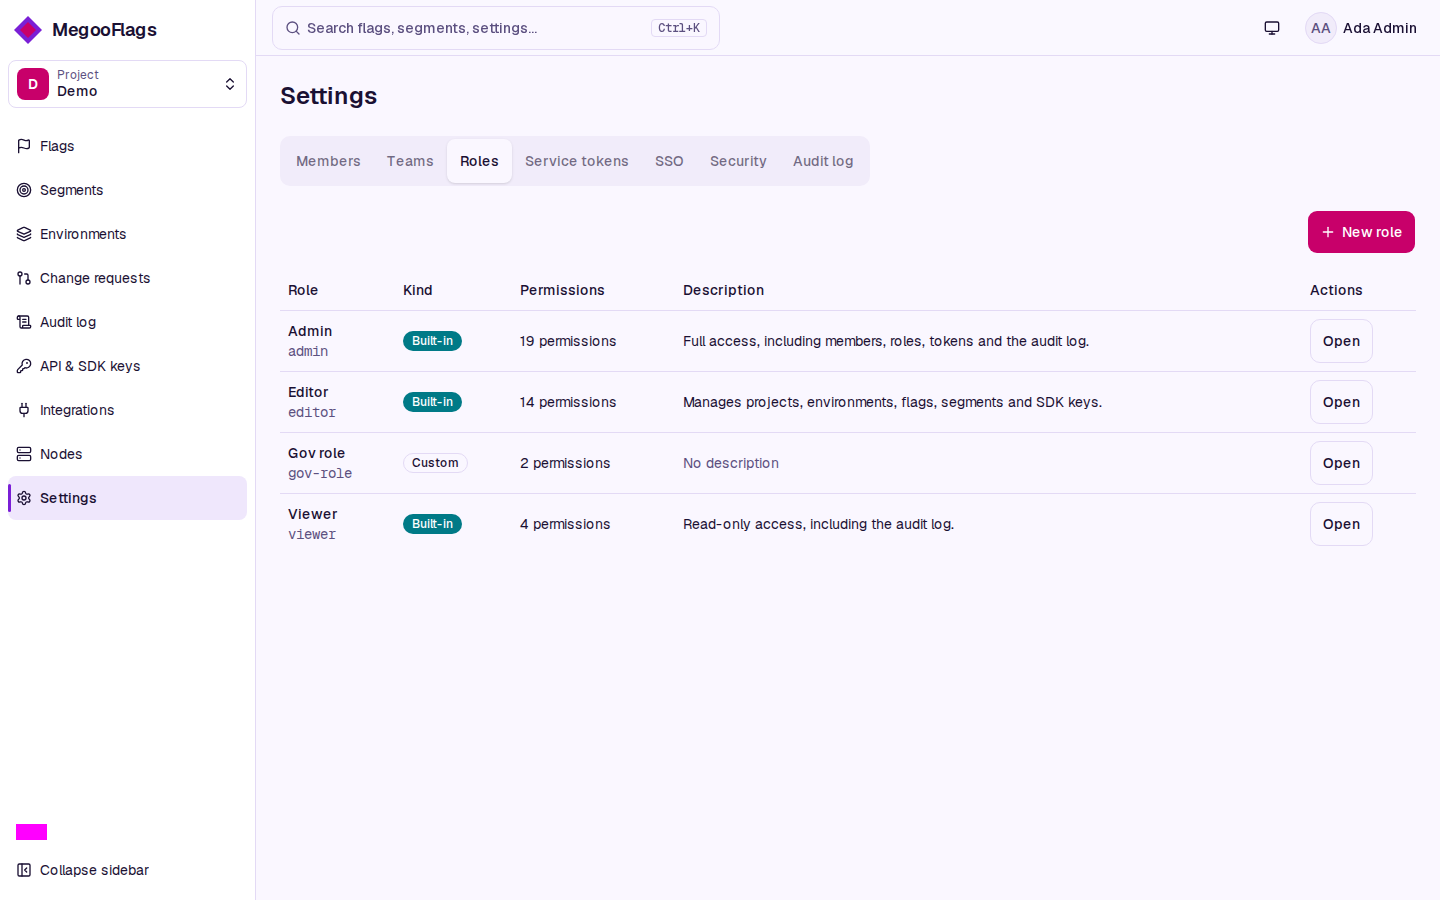 MegooFlags
Search flags, segments, settings...
Ctrl+K
AA
Ada Admin
D
Project
Demo
Flags
Segments
Environments
Change requests
Audit log
API & SDK keys
Integrations
Nodes
Settings
Collapse sidebar
Settings
Members
Teams
Roles
Service tokens
SSO
Security
Audit log
New role
Role
Kind
Permissions
Description
Actions
Admin
admin
Built-in
19 permissions
Full access, including members, roles, tokens and the audit log.
Open
Editor
editor
Built-in
14 permissions
Manages projects, environments, flags, segments and SDK keys.
Open
Gov role
gov-role
Custom
2 permissions
No description
Open
Viewer
viewer
Built-in
4 permissions
Read-only access, including the audit log.
Open